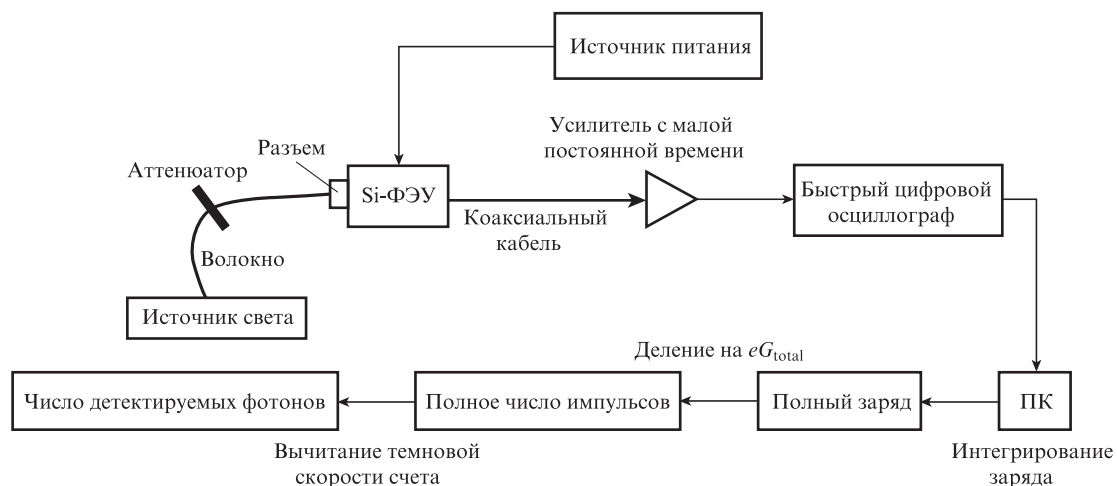 Источник питания
Усилитель с малой
постоянной времени
Разъем
Аттенюатор
Si-ФЭУ
Быстрый цифровой
осциллограф
Коаксиальный
кабель
Волокно
Источник света
Деление на eG_total
Число детектируемых фотонов
Полное число импульсов
Полный заряд
ПК
Вычитание темновой
скорости счета
Интегрирование
заряда